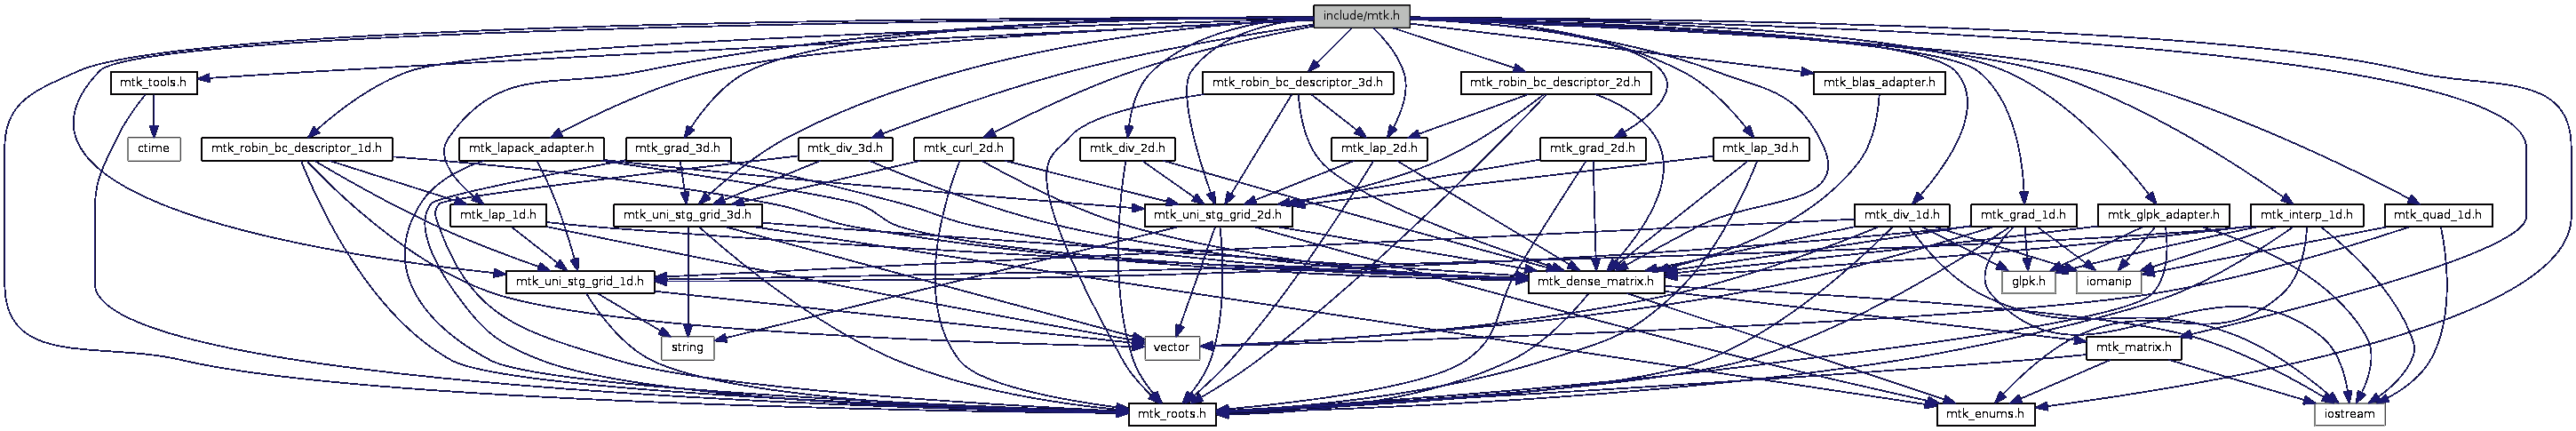 include/mtk.h
mtk_tools.h
mtk_robin_bc_descriptor_3d.h
mtk_robin_bc_descriptor_2d.h
mtk_blas_adapter.h
mtk_robin_bc_descriptor_1d.h
ctime
mtk_lapack_adapter.h
mtk_grad_3d.h
mtk_div_3d.h
mtk_curl_2d.h
mtk_div_2d.h
mtk_lap_2d.h
mtk_grad_2d.h
mtk_lap_3d.h
mtk_lap_1d.h
mtk_uni_stg_grid_3d.h
mtk_uni_stg_grid_2d.h
mtk_div_1d.h
mtk_grad_1d.h
mtk_glpk_adapter.h
mtk_interp_1d.h
mtk_quad_1d.h
mtk_uni_stg_grid_1d.h
mtk_dense_matrix.h
glpk.h
iomanip
string
vector
mtk_matrix.h
mtk_roots.h
mtk_enums.h
iostream